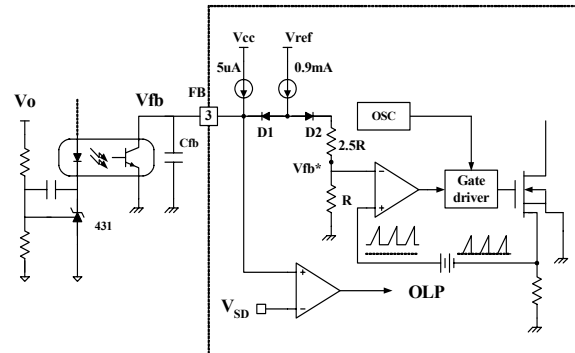 Vcc Vref
5uA 0.9mA
Vo Vfb FB
3
OSC
Cfb D1 D2
2.5R
Vfb*
R
Gate
driver
431
OLP
VSD